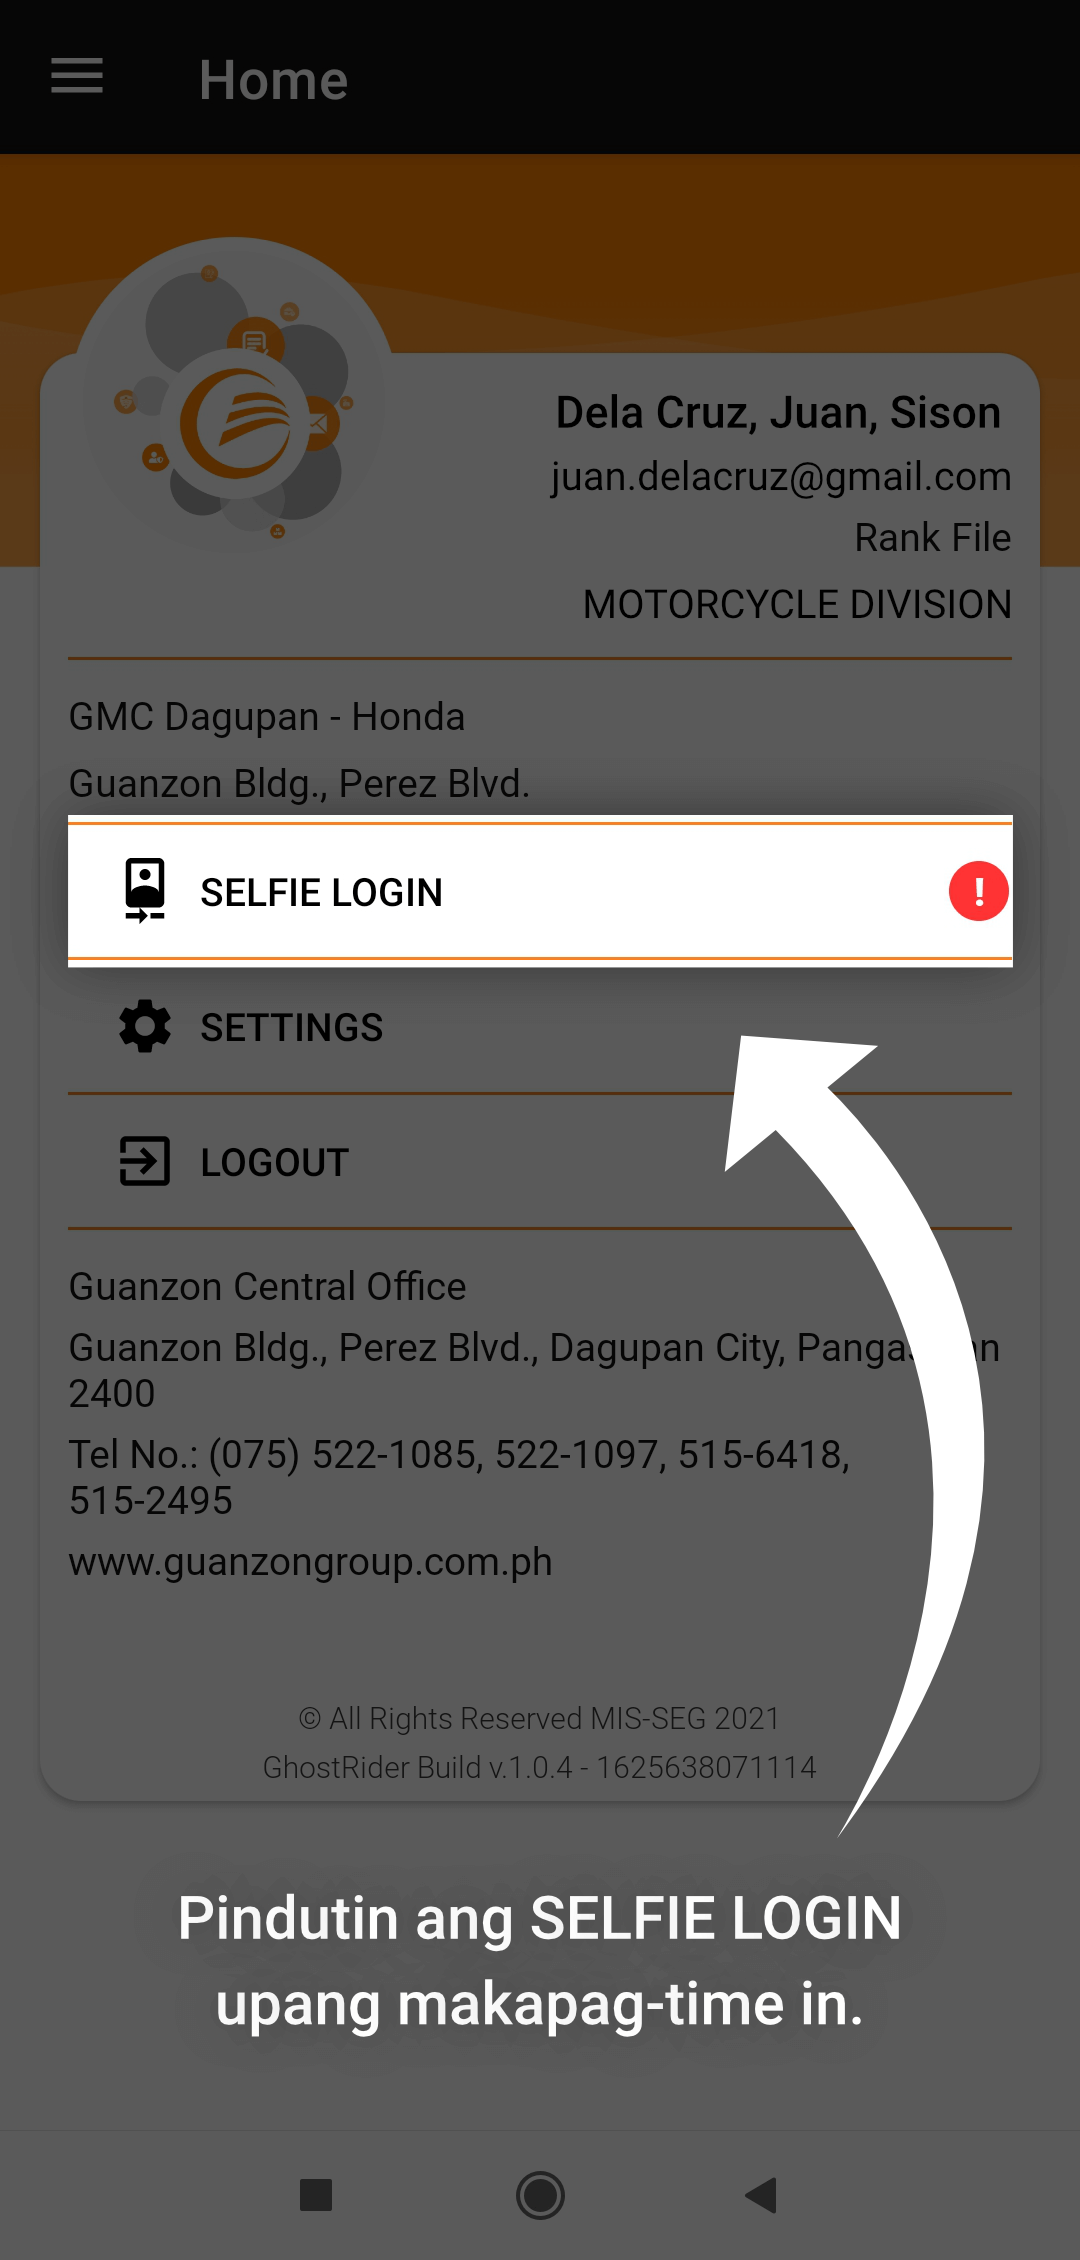 Home
Dela Cruz, Juan, Sison
juan.delacruz@gmail.com
Rank File
MOTORCYCLE DIVISION
GMC Dagupan - Honda
Guanzon Bldg., Perez Blvd.
SELFIE LOGIN
!
SETTINGS
LOGOUT
Guanzon Central Office
Guanzon Bldg., Perez Blvd., Dagupan City,
2400
Tel No.: (075) 522-1085, 522-1097, 515-6418,
515-2495
www.guanzongroup.com.ph
© All Rights Reserved MIS-SEG 2021
GhostRider Build v.1.0.4 - 1625638071114
Pindutin ang SELFIE LOGIN
upang makapag-time in.